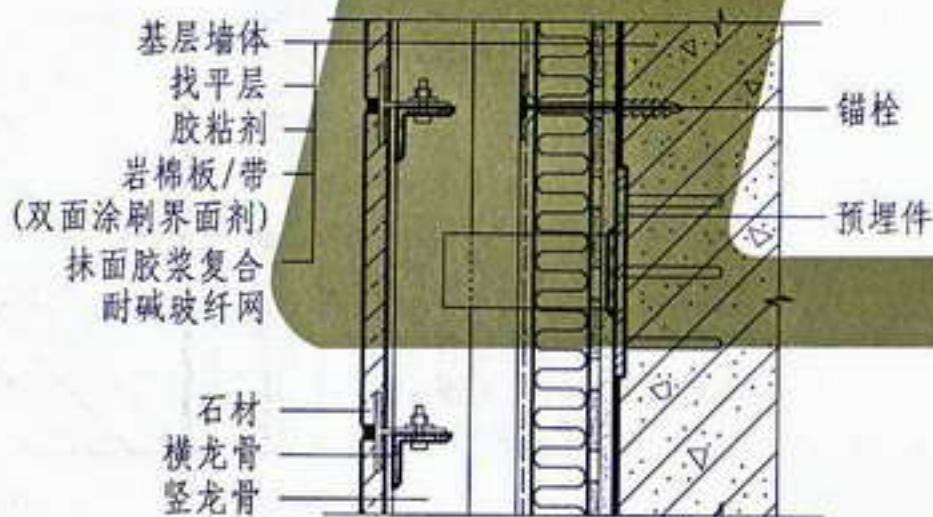 基层墙体
找平层
胶粘剂
岩棉板/带
(双面涂刷界面剂)
抹面胶浆复合
耐碱玻纤网
石材
横龙骨
竖龙骨
锚栓
预埋件